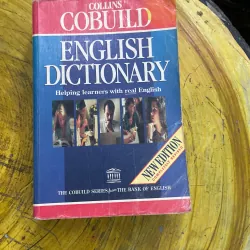 COLLINS
COBUILD
ENGLISH
DICTIONARY
Helping learners with real English
NEW EDITION
THE COBUILD SERIES from THE BANK OF ENGLISH